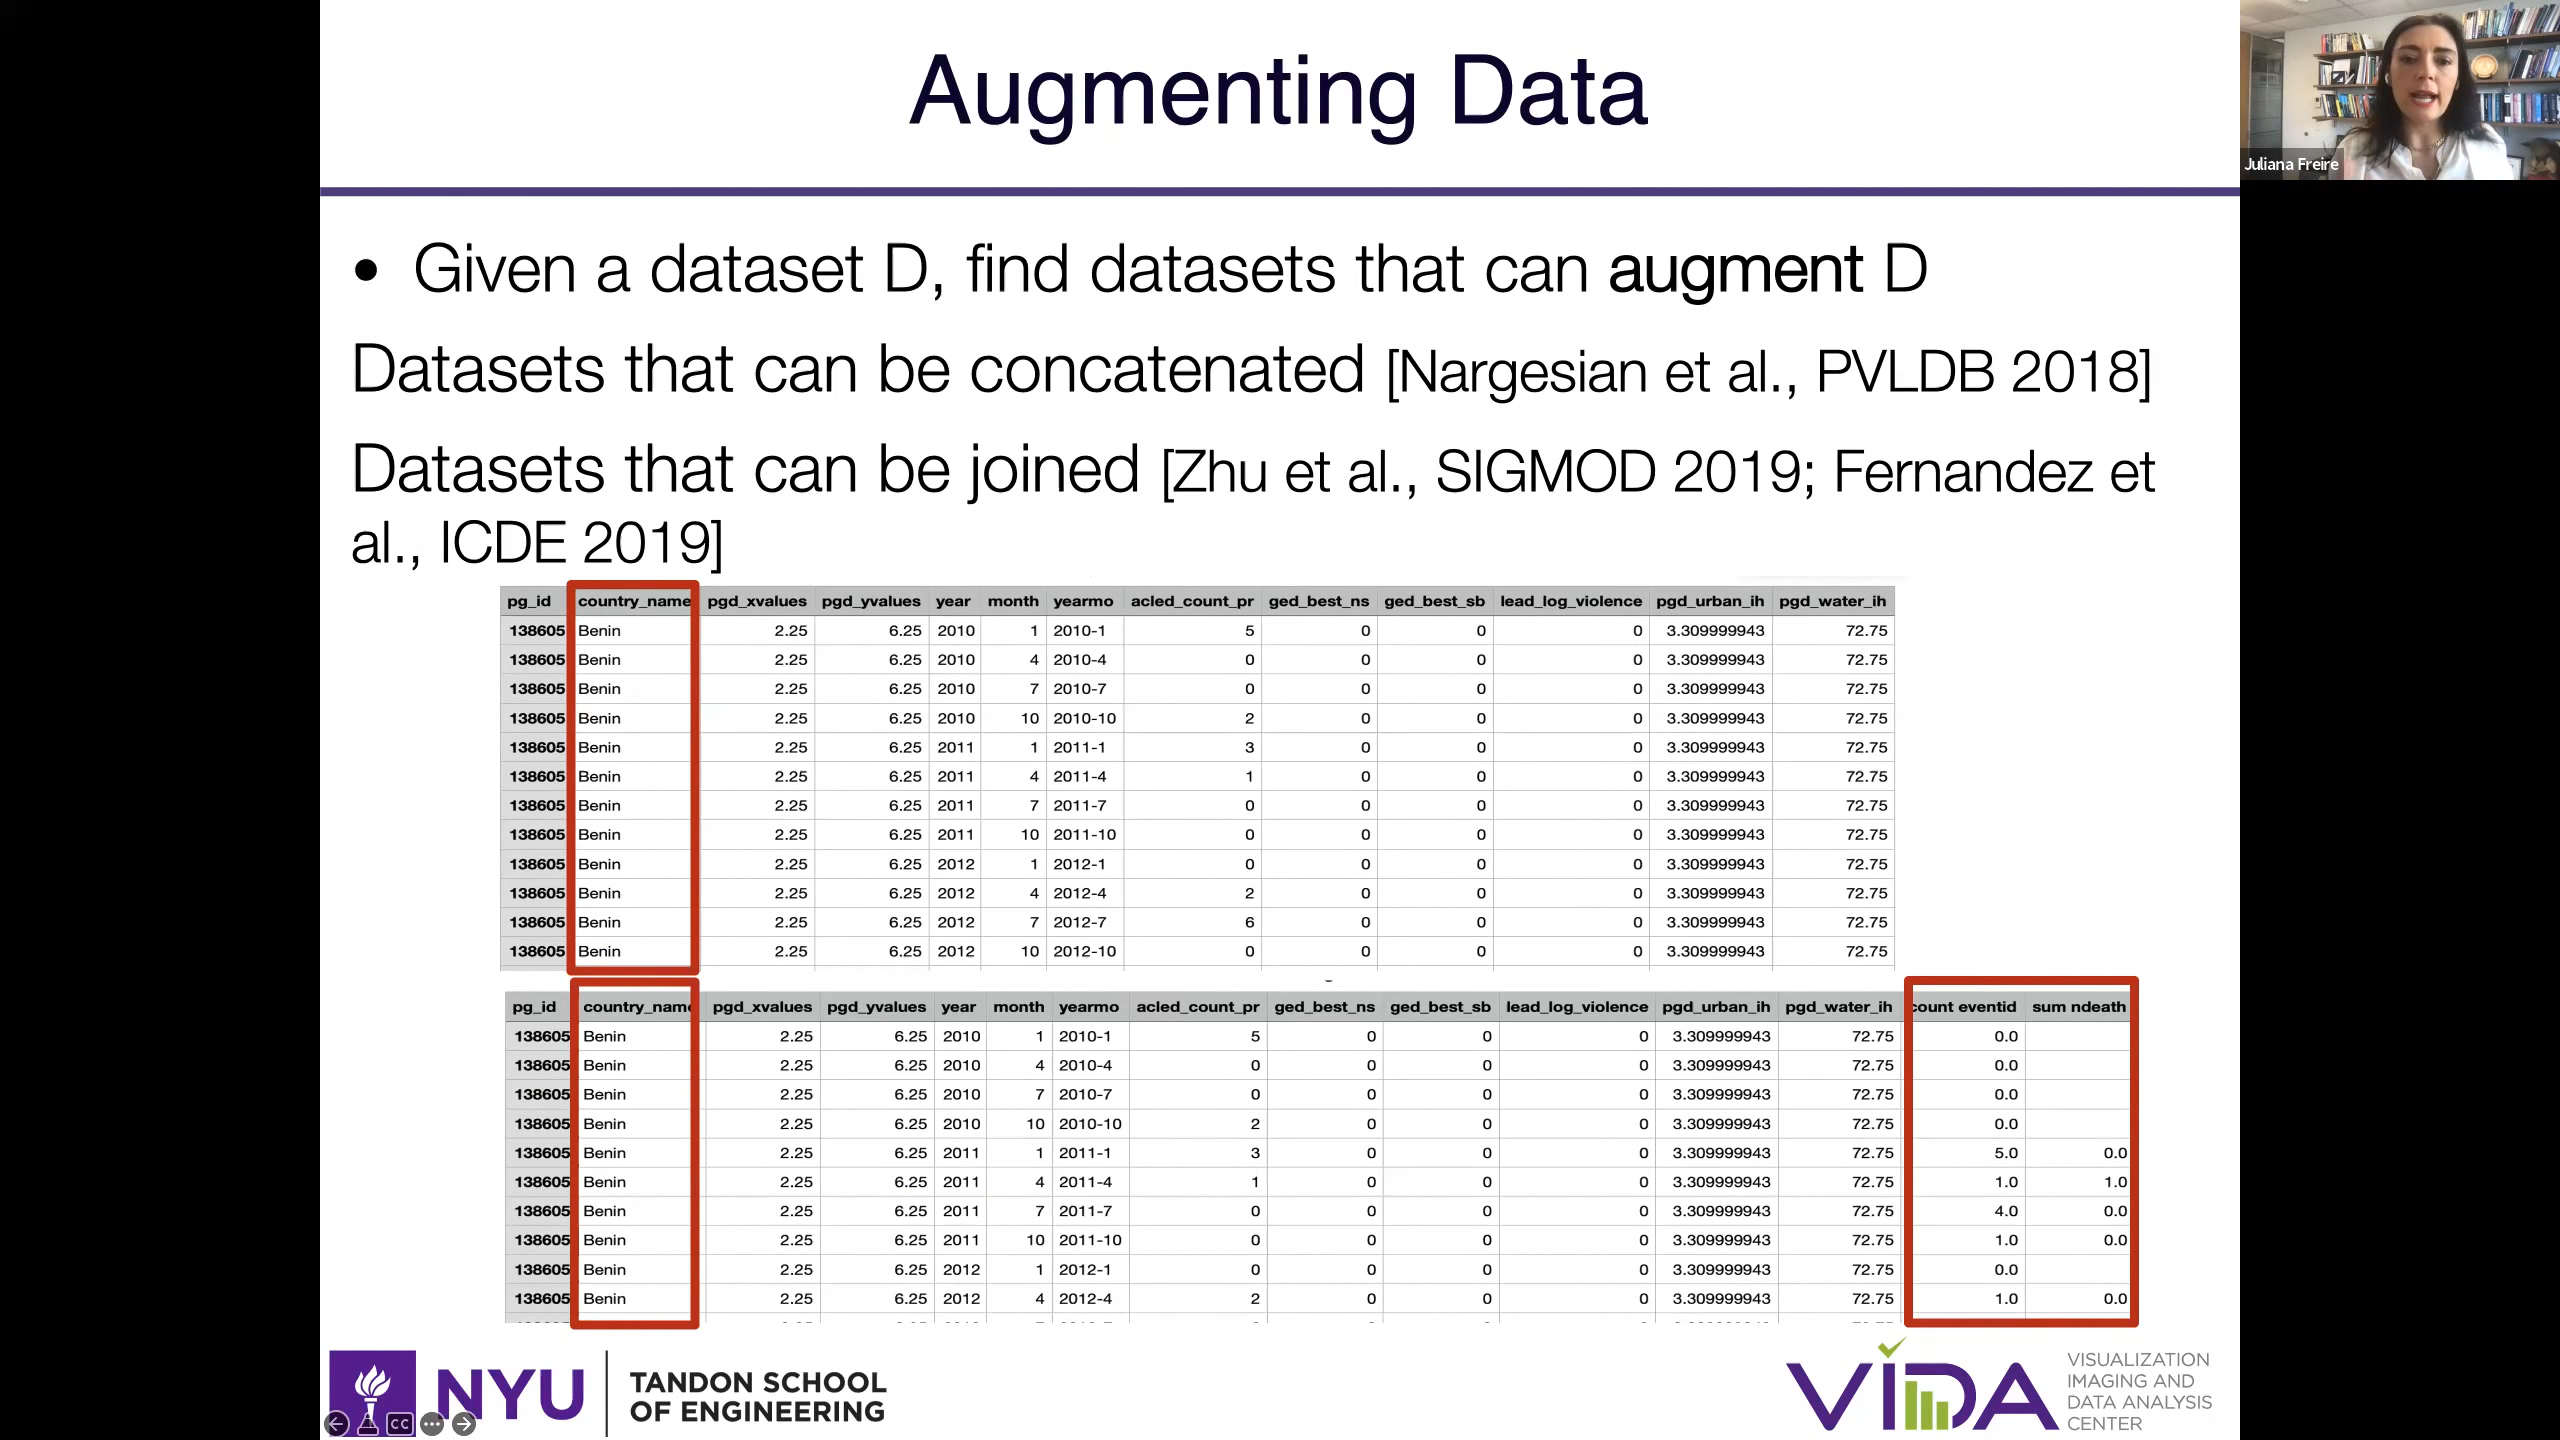 Augmenting Data
Juliana Freire
• Given a dataset D, find datasets that can augment D
Datasets that can be concatenated [Nargesian et al., PVLDB 2018]
Datasets that can be joined [Zhu et al., SIGMOD 2019; Fernandez et
al., ICDE 2019]
pg_id country_name pgd_xvalues pgd_yvalues year month yearmo acled_count_pr ged_best_ns ged_best_sb lead_log_violence pgd_urban_ih pgd_water_ih
138605 Benin 2.25 6.25 2010 1 2010-1 5 0 0 0 3.309999943 72.75
138605 Benin 2.25 6.25 2010 4 2010-4 0 0 0 0 3.309999943 72.75
138605 Benin 2.25 6.25 2010 7 2010-7 0 0 0 0 3.309999943 72.75
138605 Benin 2.25 6.25 2010 10 2010-10 2 0 0 0 3.309999943 72.75
138605 Benin 2.25 6.25 2011 1 2011-1 3 0 0 0 3.309999943 72.75
138605 Benin 2.25 6.25 2011 4 2011-4 1 0 0 0 3.309999943 72.75
138605 Benin 2.25 6.25 2011 7 2011-7 0 0 0 0 3.309999943 72.75
138605 Benin 2.25 6.25 2011 10 2011-10 0 0 0 0 3.309999943 72.75
138605 Benin 2.25 6.25 2012 1 2012-1 0 0 0 0 3.309999943 72.75
138605 Benin 2.25 6.25 2012 4 2012-4 2 0 0 0 3.309999943 72.75
138605 Benin 2.25 6.25 2012 7 2012-7 6 0 0 0 3.309999943 72.75
138605 Benin 2.25 6.25 2012 10 2012-10 0 0 0 0 3.309999943 72.75
pg_id country_name pgd_xvalues pgd_yvalues year month yearmo acled_count_pr ged_best_ns ged_best_sb lead_log_violence pgd_urban_ih pgd_water_ih count eventid sum ndeath
138605 Benin 2.25 6.25 2010 1 2010-1 5 0 0 0 3.309999943 72.75 0.0
138605 Benin 2.25 6.25 2010 4 2010-4 0 0 0 0 3.309999943 72.75 0.0
138605 Benin 2.25 6.25 2010 7 2010-7 0 0 0 0 3.309999943 72.75 0.0
138605 Benin 2.25 6.25 2010 10 2010-10 2 0 0 0 3.309999943 72.75 0.0
138605 Benin 2.25 6.25 2011 1 2011-1 3 0 0 0 3.309999943 72.75 5.0 0.0
138605 Benin 2.25 6.25 2011 4 2011-4 1 0 0 0 3.309999943 72.75 1.0 1.0
138605 Benin 2.25 6.25 2011 7 2011-7 0 0 0 0 3.309999943 72.75 4.0 0.0
138605 Benin 2.25 6.25 2011 10 2011-10 0 0 0 0 3.309999943 72.75 1.0 0.0
138605 Benin 2.25 6.25 2012 1 2012-1 0 0 0 0 3.309999943 72.75 0.0
138605 Benin 2.25 6.25 2012 4 2012-4 2 0 0 0 3.309999943 72.75 1.0 0.0
NYU
TANDON SCHOOL
OF ENGINEERING
CC
VIDA
VISUALIZATION
IMAGING AND
DATA ANALYSIS
CENTER